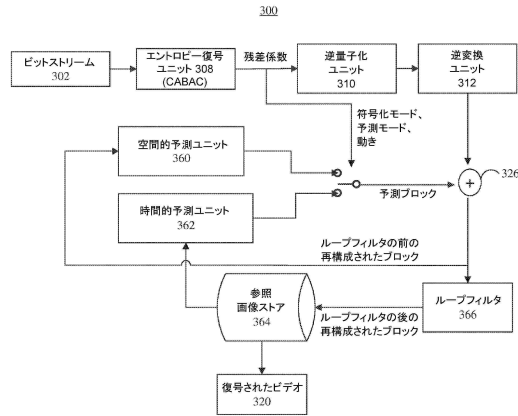 300
ビットストリーム
302
エントロピー復号
ユニット 308
(CABAC)
残差係数
逆量子化
ユニット
310
逆変換
ユニット
312
符号化モード、
予測モード、
動き
空間的予測ユニット
360
時間的予測ユニット
362
予測ブロック
+
326
ループフィルタの前の
再構成されたブロック
参照
画像ストア
364
ループフィルタの後の
再構成されたブロック
ループフィルタ
366
復号されたビデオ
320